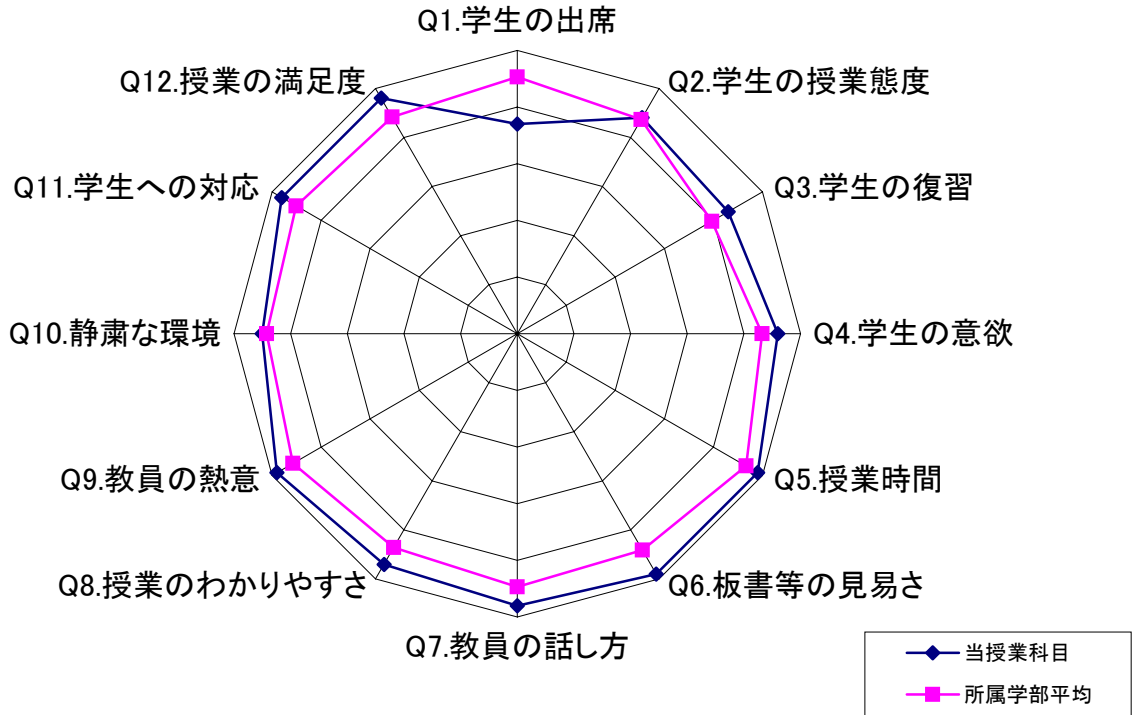 Q1.学生の出席
Q2.学生の授業態度
Q3.学生の復習
Q4.学生の意欲
Q5.授業時間
Q6.板書等の見易さ
Q7.教員の話し方
Q8.授業のわかりやすさ
Q9.教員の熱意
Q10.静粛な環境
Q11.学生への対応
Q12.授業の満足度
当授業科目
所属学部平均